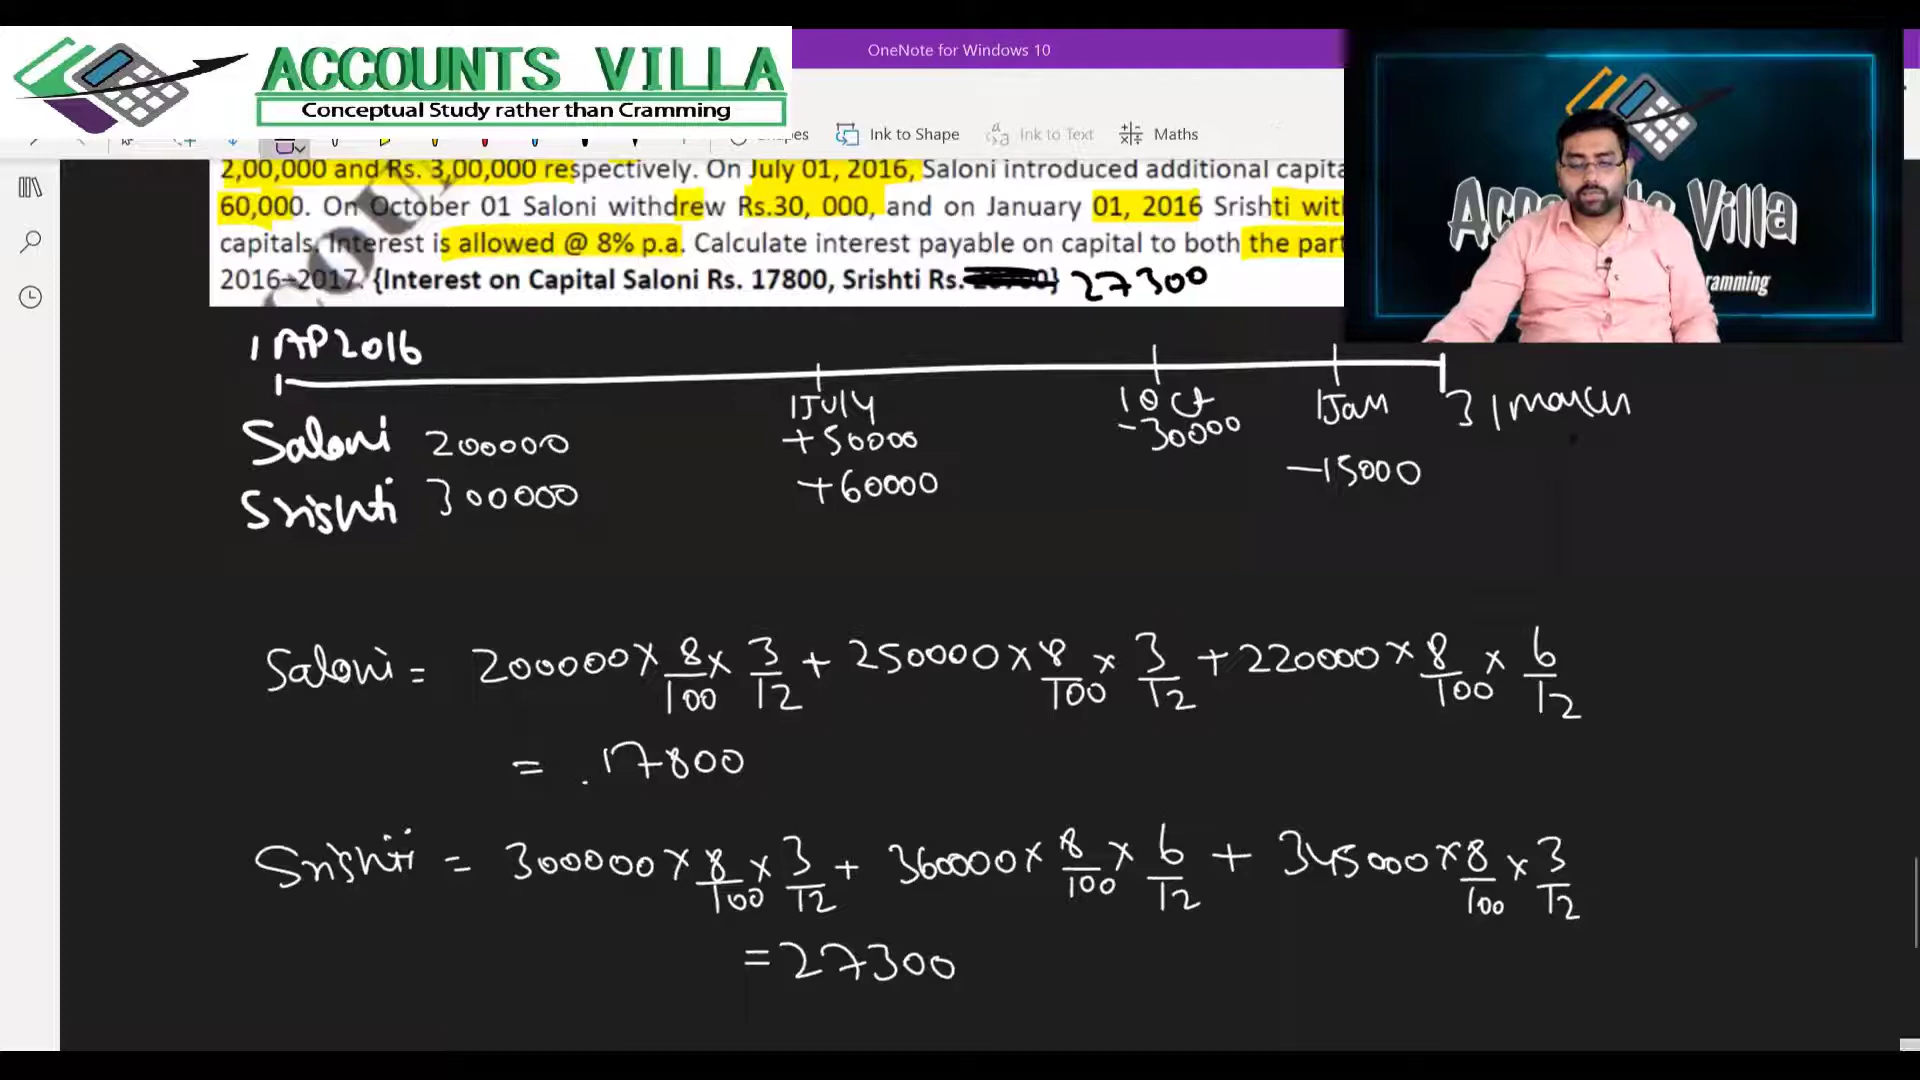 ACCOUNTS VILLA
Conceptual Study rather than Cramming
OneNote for Windows 10
Ink to Shape
Ink to Text
Maths
2,00,000 and Rs. 3,00,000 respectively. On July 01, 2016, Saloni introduced additional capita
60,000. On October 01 Saloni withdrew Rs.30, 000, and on January 01, 2016 Srishti wit
capitals. Interest is allowed @ 8% p.a. Calculate interest payable on capital to both the part
2016–2017. {Interest on Capital Saloni Rs. 17800, Srishti Rs. 27300
Villa
ramming
1 AP 2016
1 July
1 Oct
1 Jan
31 march
Saloni 200000 +50000 -30000
Srishti 300000 +60000 -15000
Saloni = 200000 × 8/100 × 3/12 + 250000 × 8/100 × 3/12 + 220000 × 8/100 × 6/12
= 17800
Srishti = 300000 × 8/100 × 3/12 + 360000 × 8/100 × 6/12 + 345000 × 8/100 × 3/12
= 27300